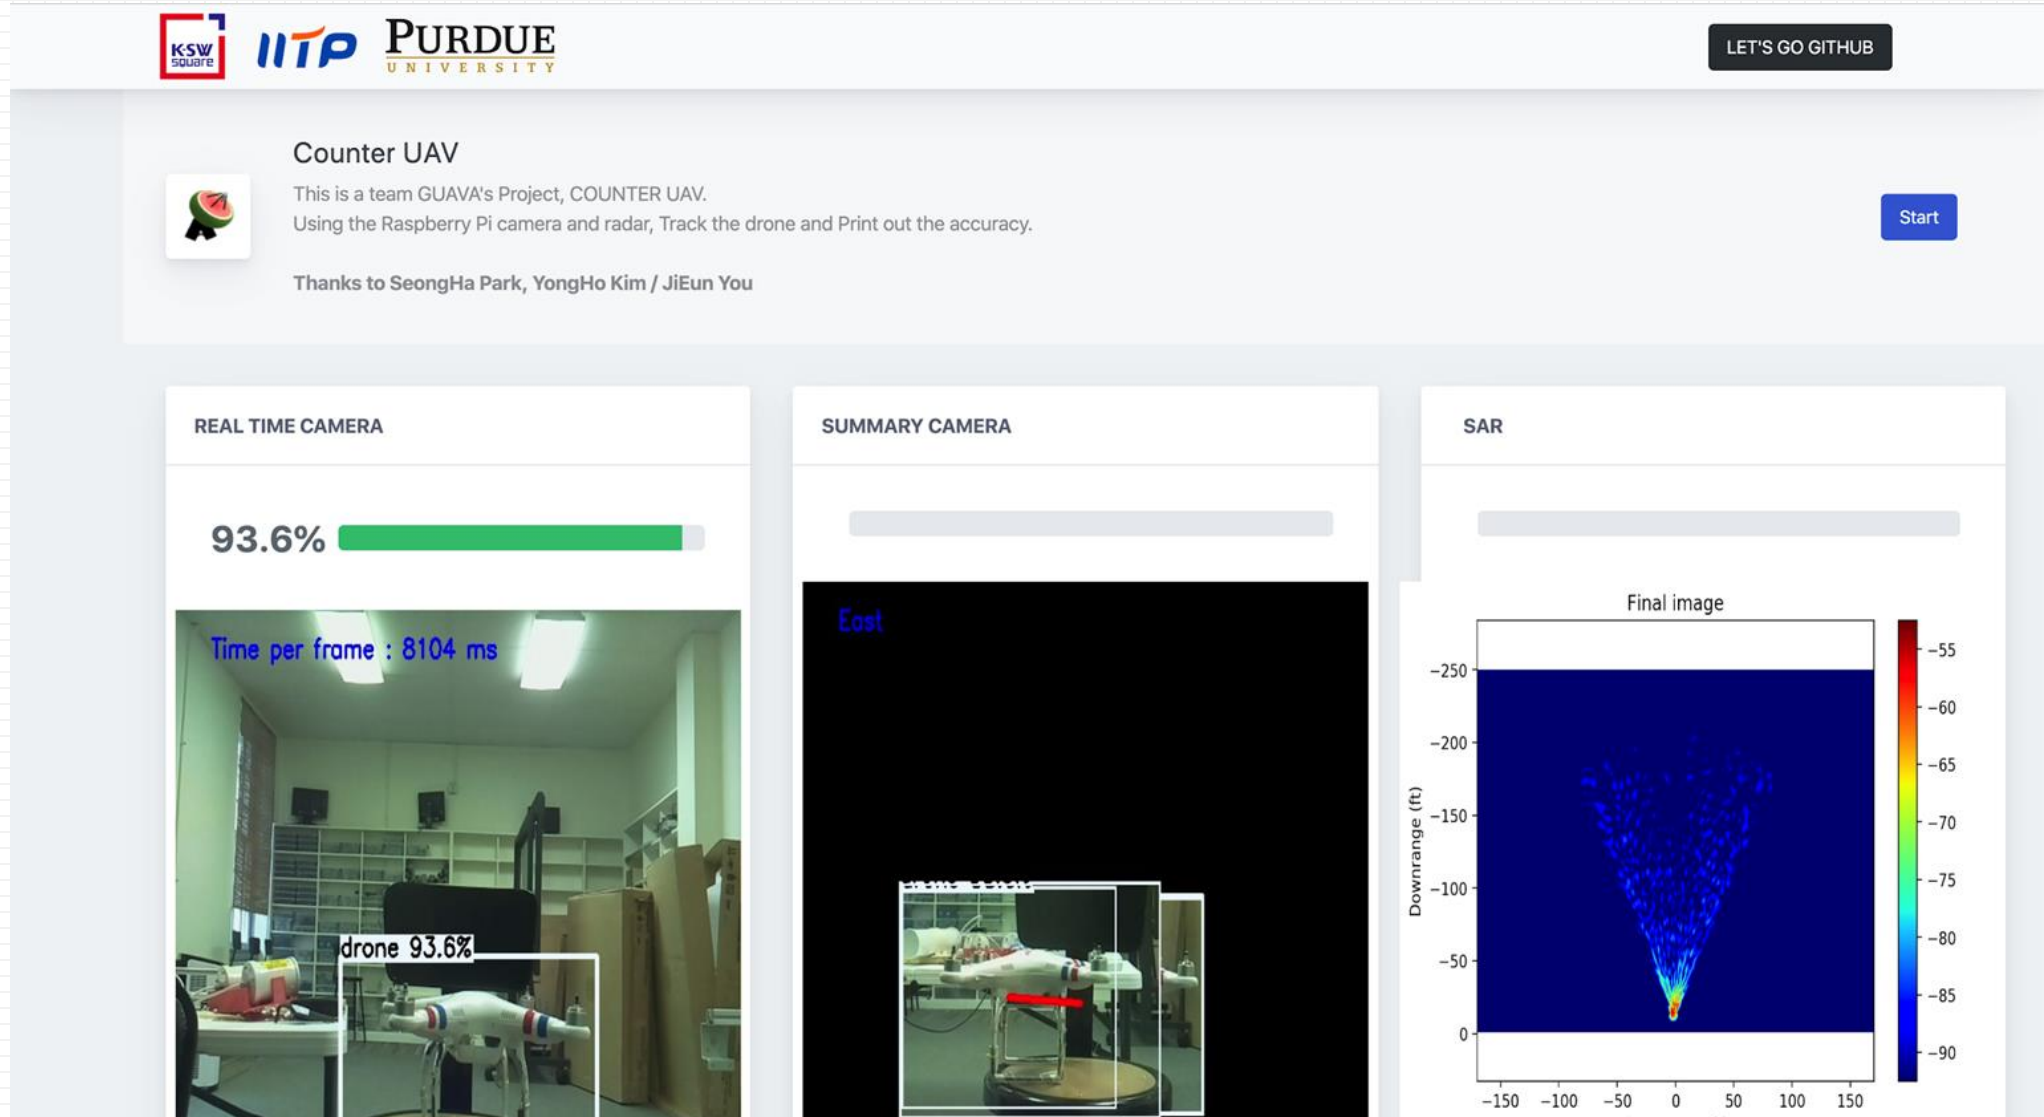 K-SW
square
IITP
PURDUE
UNIVERSITY
LET'S GO GITHUB
Counter UAV
This is a team GUAVA's Project, COUNTER UAV.
Using the Raspberry Pi camera and radar, Track the drone and Print out the accuracy.
Start
Thanks to SeongHa Park, YongHo Kim / JiEun You
REAL TIME CAMERA
93.6%
Time per frame : 8104 ms
drone 93.6%
SUMMARY CAMERA
East
SAR
Final image
Downrange (ft)
−250
−200
−150
−100
−50
0
−150 −100 −50 0 50 100 150
−55
−60
−65
−70
−75
−80
−85
−90